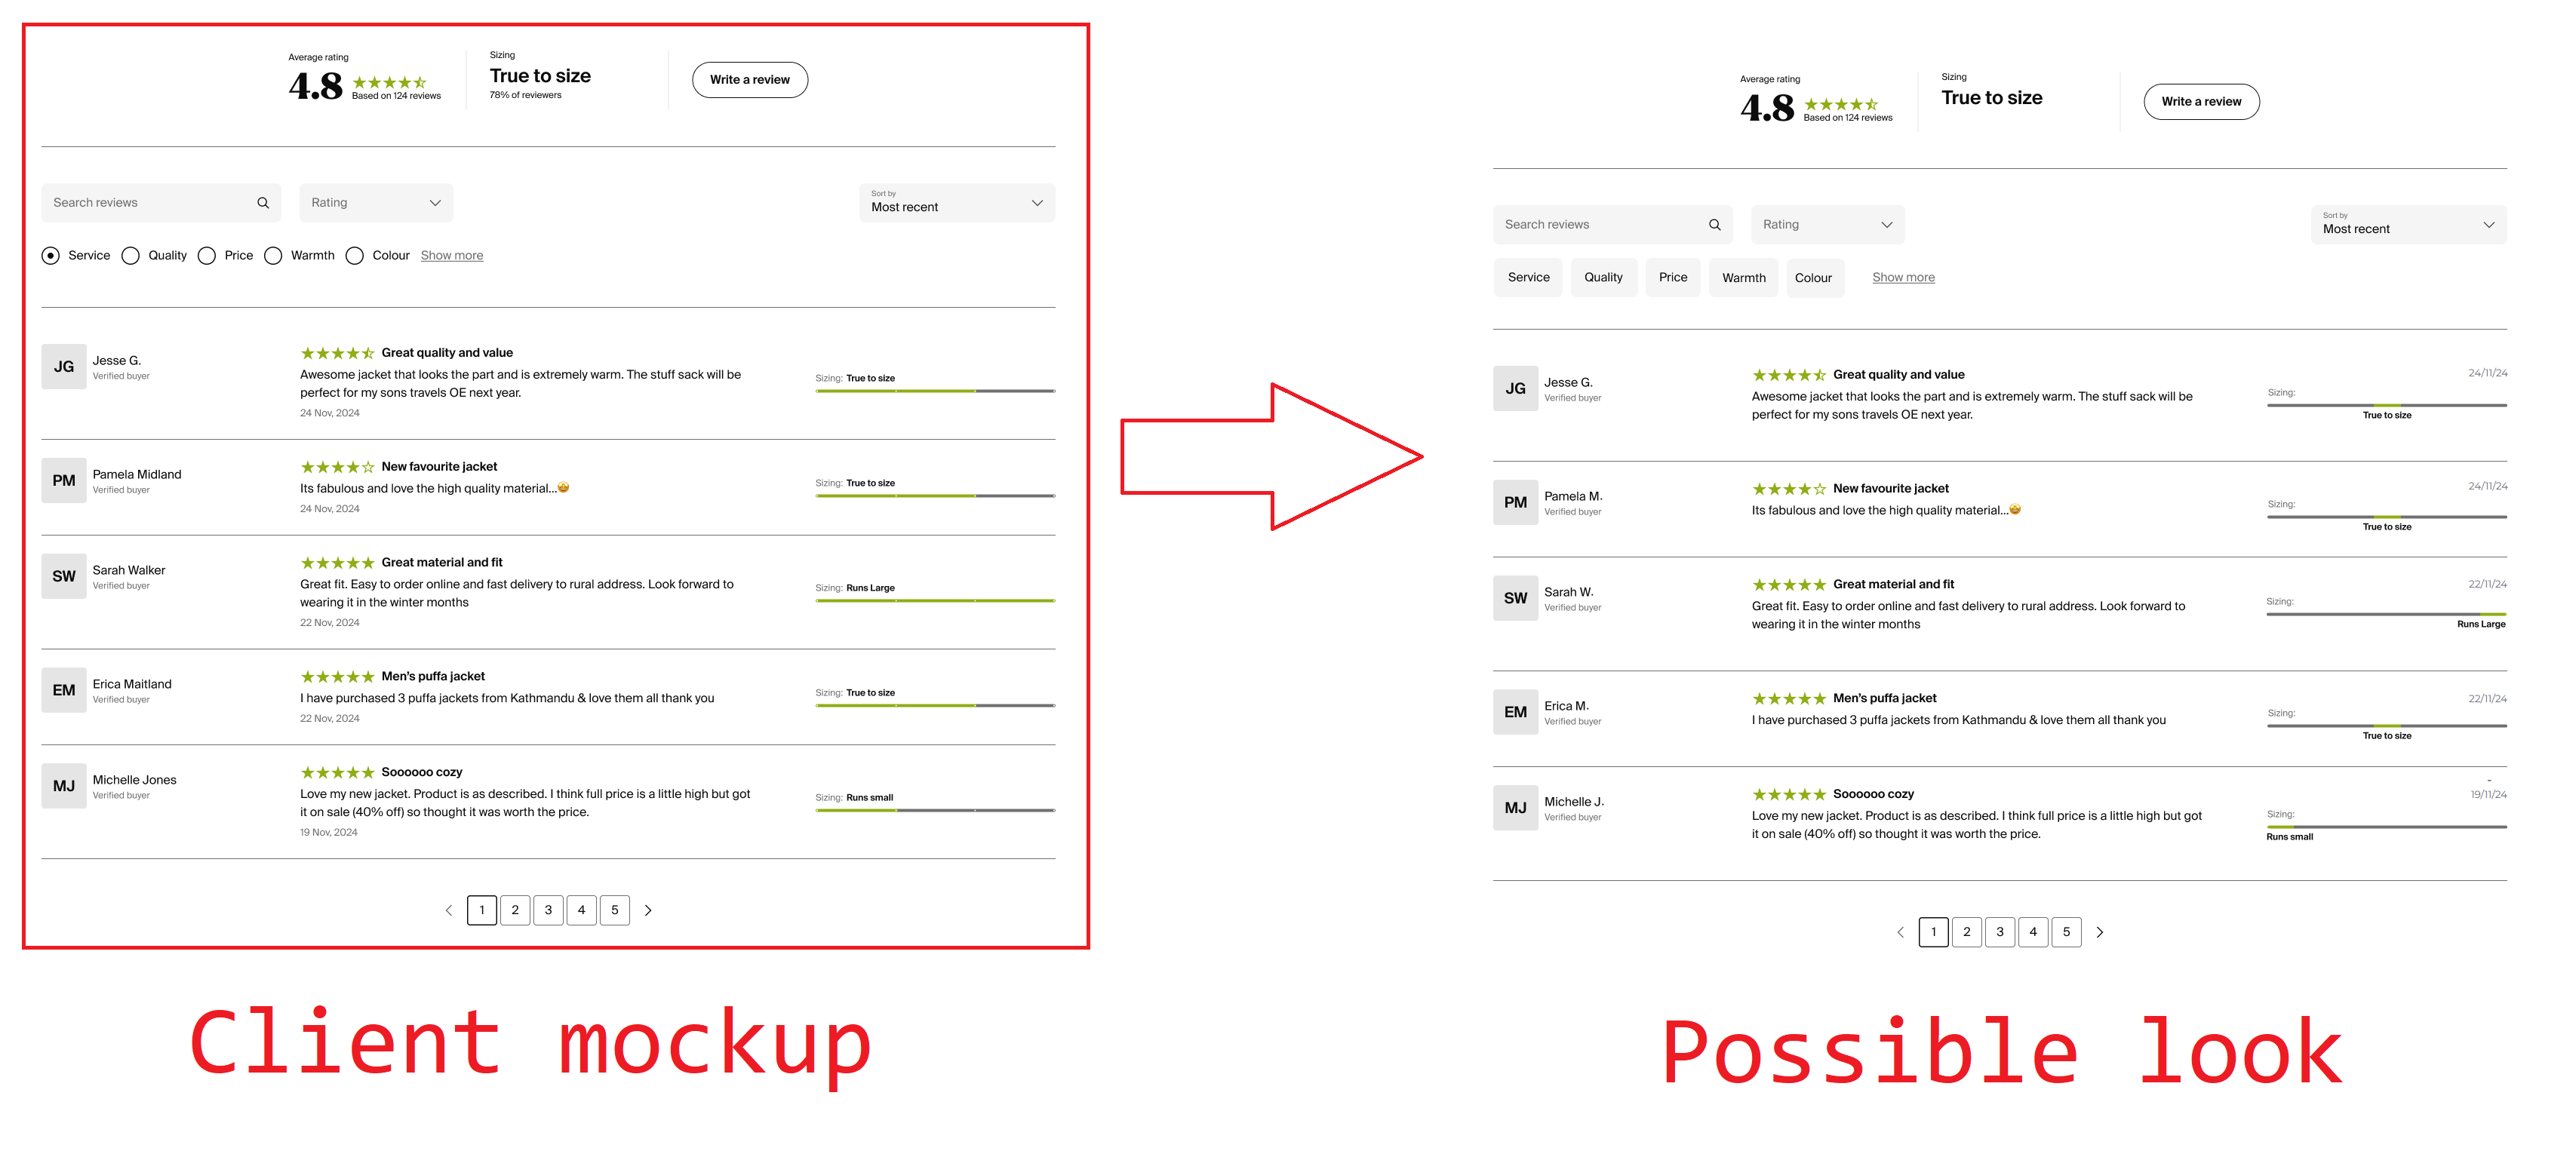 Average rating
4.8
Based on 124 reviews
Sizing
True to size
78% of reviewers
Write a review
Search reviews
Rating
Sort by
Most recent
Service Quality Price Warmth Colour Show more
JG
Jesse G.
Verified buyer
Great quality and value
Awesome jacket that looks the part and is extremely warm. The stuff sack will be
perfect for my sons travels OE next year.
24 Nov, 2024
Sizing: True to size
PM
Pamela Midland
Verified buyer
New favourite jacket
Its fabulous and love the high quality material...🤩
24 Nov, 2024
Sizing: True to size
SW
Sarah Walker
Verified buyer
Great material and fit
Great fit. Easy to order online and fast delivery to rural address. Look forward to
wearing it in the winter months
22 Nov, 2024
Sizing: Runs Large
EM
Erica Maitland
Verified buyer
Men's puffa jacket
I have purchased 3 puffa jackets from Kathmandu & love them all thank you
22 Nov, 2024
Sizing: True to size
MJ
Michelle Jones
Verified buyer
Soooooo cozy
Love my new jacket. Product is as described. I think full price is a little high but got
it on sale (40% off) so thought it was worth the price.
19 Nov, 2024
Sizing: Runs small
1 2 3 4 5
Client mockup
Average rating
4.8
Based on 124 reviews
Sizing
True to size
Write a review
Search reviews
Rating
Sort by
Most recent
Service Quality Price Warmth Colour Show more
JG
Jesse G.
Verified buyer
Great quality and value
Awesome jacket that looks the part and is extremely warm. The stuff sack will be
perfect for my sons travels OE next year.
24/11/24
Sizing:
True to size
PM
Pamela M.
Verified buyer
New favourite jacket
Its fabulous and love the high quality material...🤩
24/11/24
Sizing:
True to size
SW
Sarah W.
Verified buyer
Great material and fit
Great fit. Easy to order online and fast delivery to rural address. Look forward to
wearing it in the winter months
22/11/24
Sizing:
Runs Large
EM
Erica M.
Verified buyer
Men's puffa jacket
I have purchased 3 puffa jackets from Kathmandu & love them all thank you
22/11/24
Sizing:
True to size
MJ
Michelle J.
Verified buyer
Soooooo cozy
Love my new jacket. Product is as described. I think full price is a little high but got
it on sale (40% off) so thought it was worth the price.
-
19/11/24
Sizing:
Runs small
1 2 3 4 5
Possible look